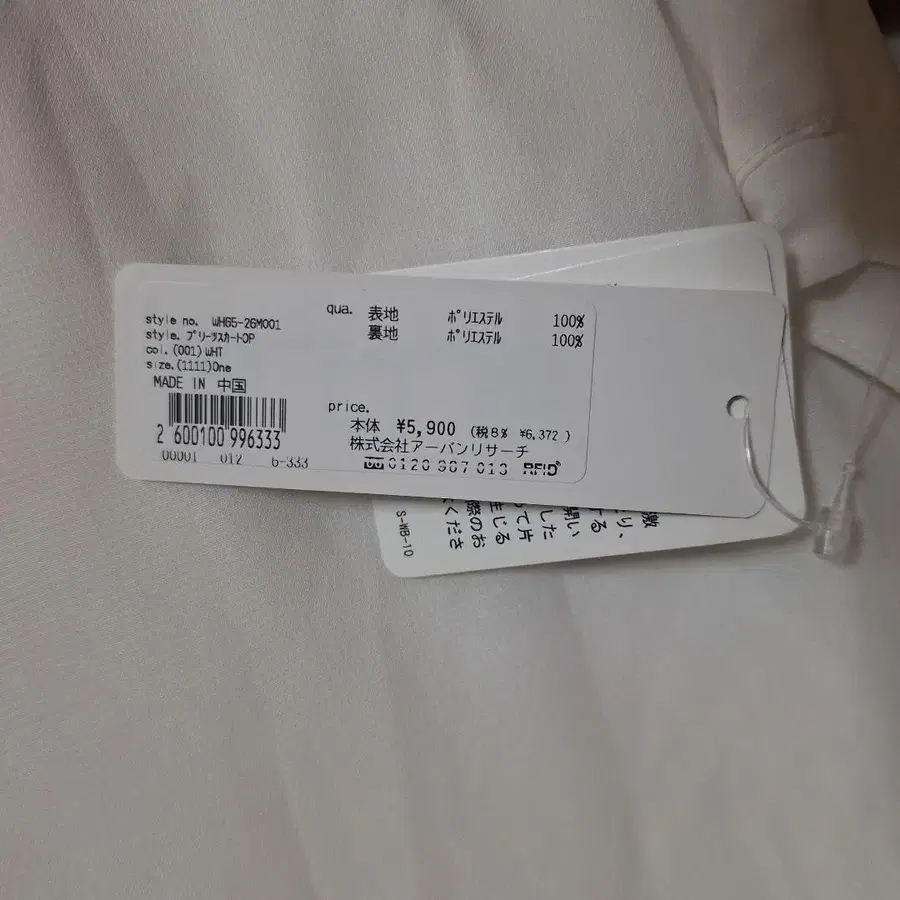 style no. WH65-26M001
style. プリーツスカートOP
col. (001) WHT
size. (1111)One
MADE IN 中国
2 600100 996333
00001 012 6-333
qua. 表地 ポリエステル 100%
裏地 ポリエステル 100%
price.
本体 ¥5,900 (税8% ¥6,372 )
株式会社アーバンリサーチ
0120 907 013 RFID
S-WB-10